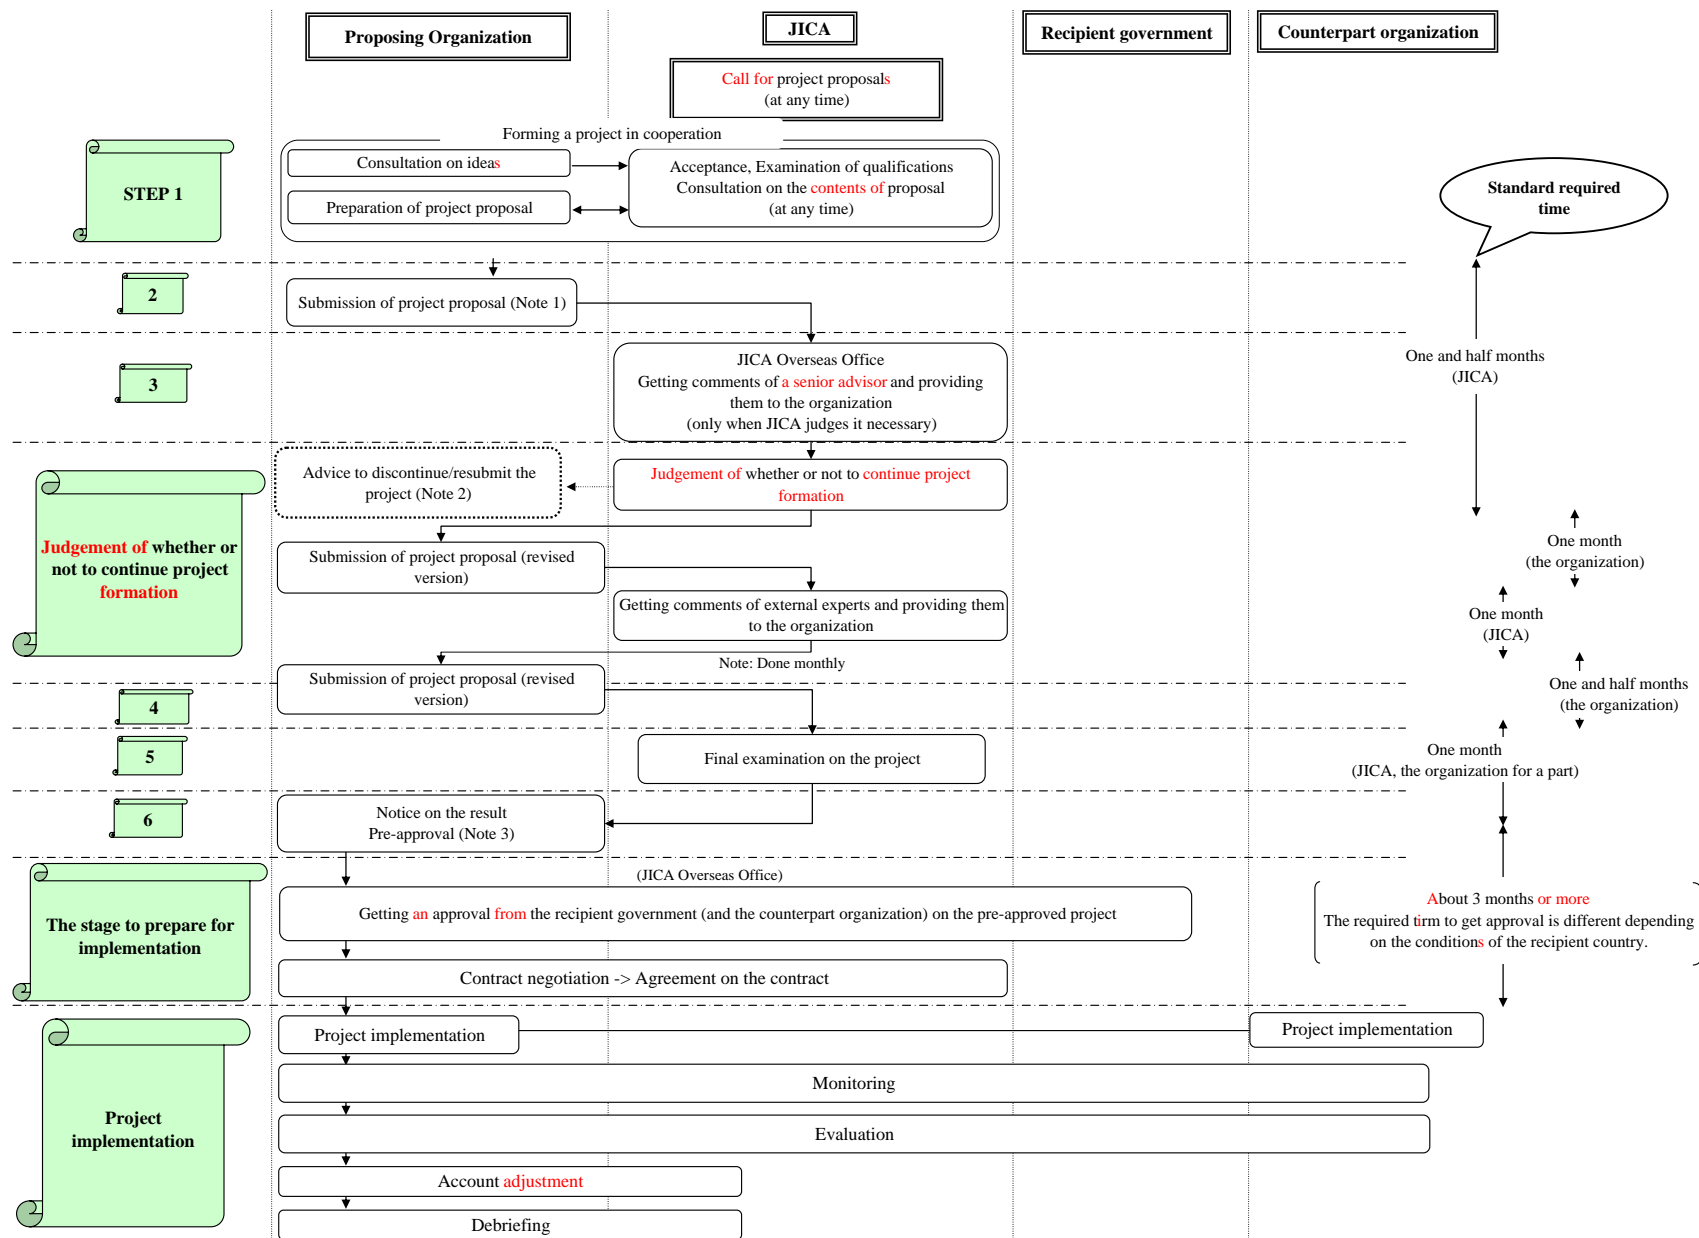 Proposing Organization
JICA
Recipient government
Counterpart organization
Call for project proposals
(at any time)
Forming a project in cooperation
STEP 1
Consultation on ideas
Preparation of project proposal
Acceptance, Examination of qualifications
Consultation on the contents of proposal
(at any time)
Standard required
time
2
Submission of project proposal (Note 1)
3
JICA Overseas Office
Getting comments of a senior advisor and providing
them to the organization
(only when JICA judges it necessary)
One and half months
(JICA)
Judgement of whether or
not to continue project
formation
Advice to discontinue/resubmit the
project (Note 2)
Judgement of whether or not to continue project
formation
Submission of project proposal (revised
version)
One month
(the organization)
Getting comments of external experts and providing them
to the organization
One month
(JICA)
Note: Done monthly
4
Submission of project proposal (revised
version)
One and half months
(the organization)
5
Final examination on the project
One month
(JICA, the organization for a part)
6
Notice on the result
Pre-approval (Note 3)
The stage to prepare for
implementation
(JICA Overseas Office)
Getting an approval from the recipient government (and the counterpart organization) on the pre-approved project
About 3 months or more
The required tirm to get approval is different depending
on the conditions of the recipient country.
Contract negotiation -> Agreement on the contract
Project
implementation
Project implementation
Project implementation
Monitoring
Evaluation
Account adjustment
Debriefing